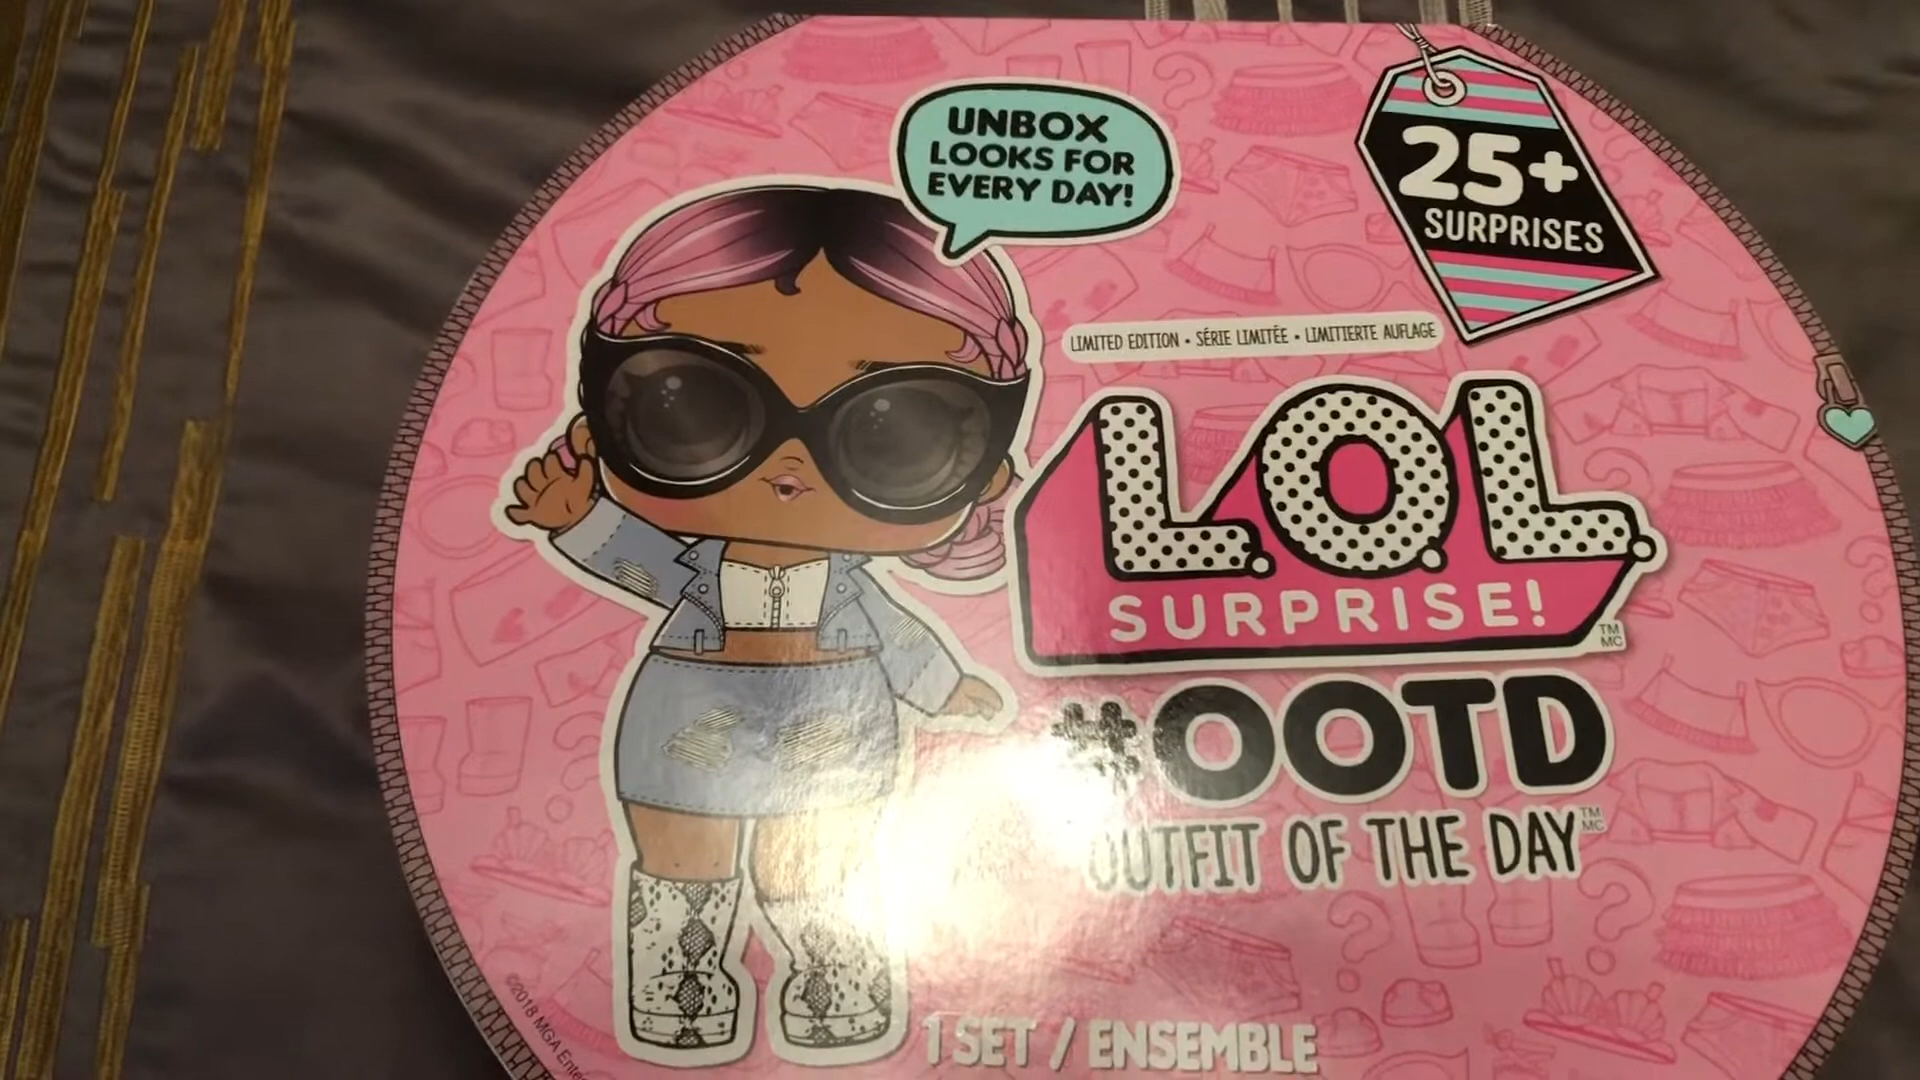 UNBOX
LOOKS FOR
EVERY DAY!
25+
SURPRISES
LIMITED EDITION • SÉRIE LIMITÉE • LIMITIERTE AUFLAGE
L.O.L.
SURPRISE!
TM
MC
#OOTD
OUTFIT OF THE DAY
TM
MC
1 SET / ENSEMBLE
©2018 MGA